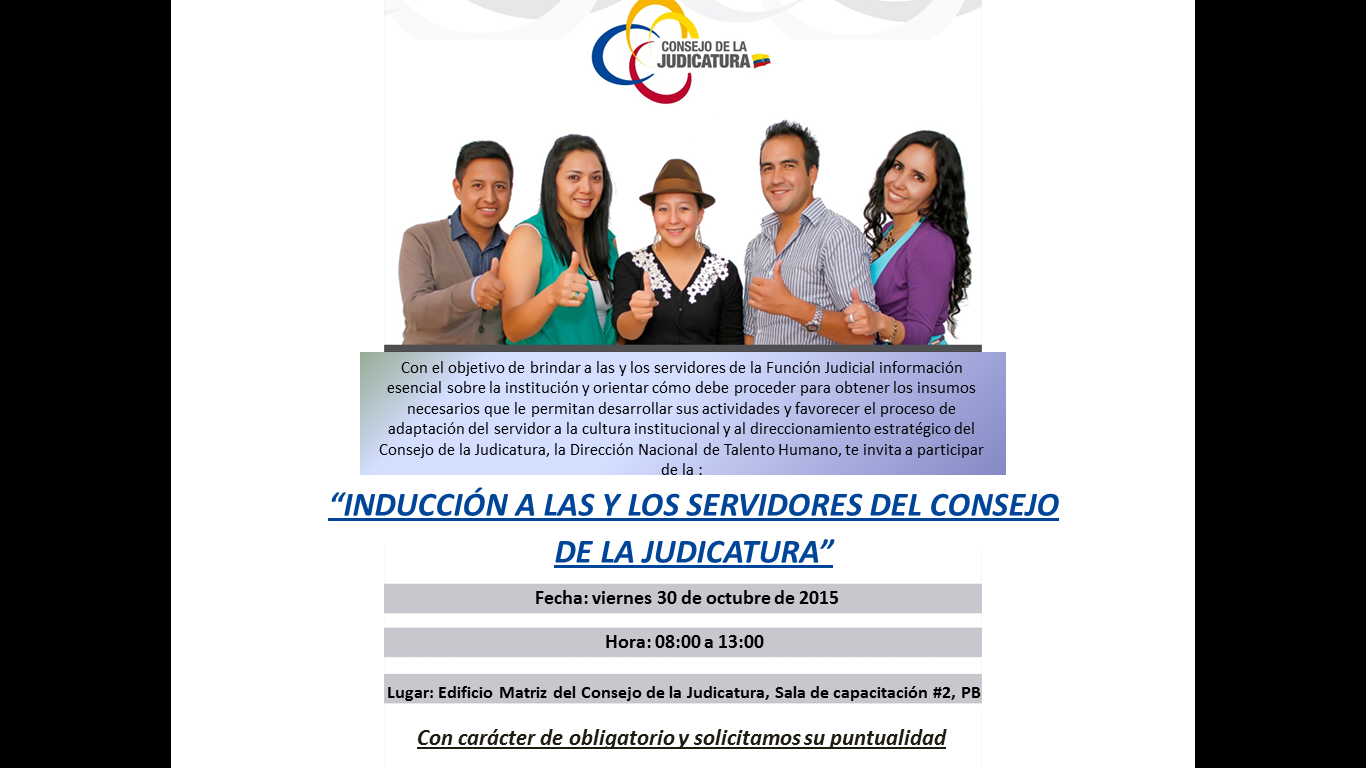 CONSEJO DE LA
JUDICATURA
Con el objetivo de brindar a las y los servidores de la Función Judicial información
esencial sobre la institución y orientar cómo debe proceder para obtener los insumos
necesarios que le permitan desarrollar sus actividades y favorecer el proceso de
adaptación del servidor a la cultura institucional y al direccionamiento estratégico del
Consejo de la Judicatura, la Dirección Nacional de Talento Humano, te invita a participar
de la :
“INDUCCIÓN A LAS Y LOS SERVIDORES DEL CONSEJO
DE LA JUDICATURA”
Fecha: viernes 30 de octubre de 2015
Hora: 08:00 a 13:00
Lugar: Edificio Matriz del Consejo de la Judicatura, Sala de capacitación #2, PB
Con carácter de obligatorio y solicitamos su puntualidad